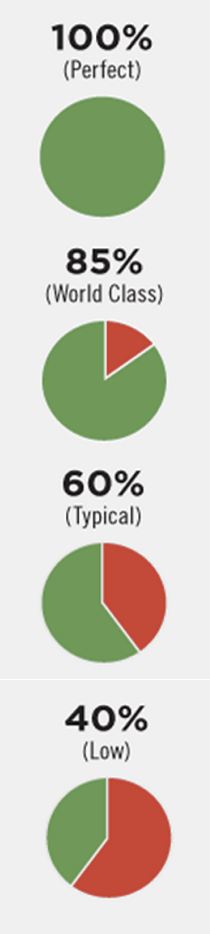 100%
(Perfect)
85%
(World Class)
60%
(Typical)
40%
(Low)